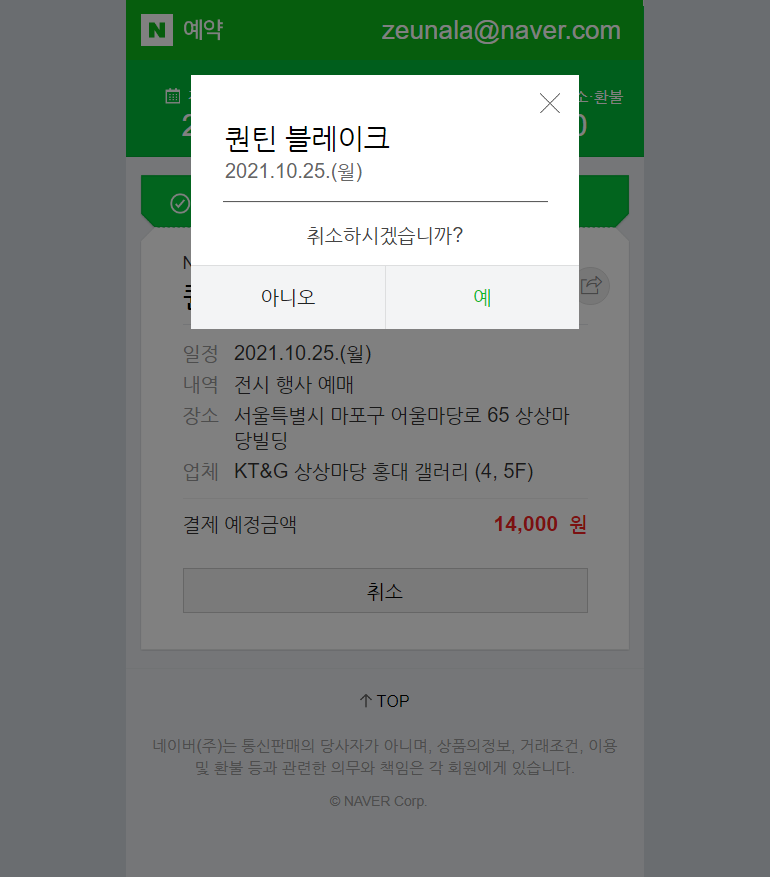 N 예약 zeunala@naver.com
소·환불
2
0
퀀틴 블레이크
2021.10.25.(월)
취소하시겠습니까?
아니오 예
일정 2021.10.25.(월)
내역 전시 행사 예매
장소 서울특별시 마포구 어울마당로 65 상상마
당빌딩
업체 KT&G 상상마당 홍대 갤러리 (4, 5F)
결제 예정금액 14,000 원
취소
↑ TOP
네이버(주)는 통신판매의 당사자가 아니며, 상품의정보, 거래조건, 이용
및 환불 등과 관련한 의무와 책임은 각 회원에게 있습니다.
© NAVER Corp.